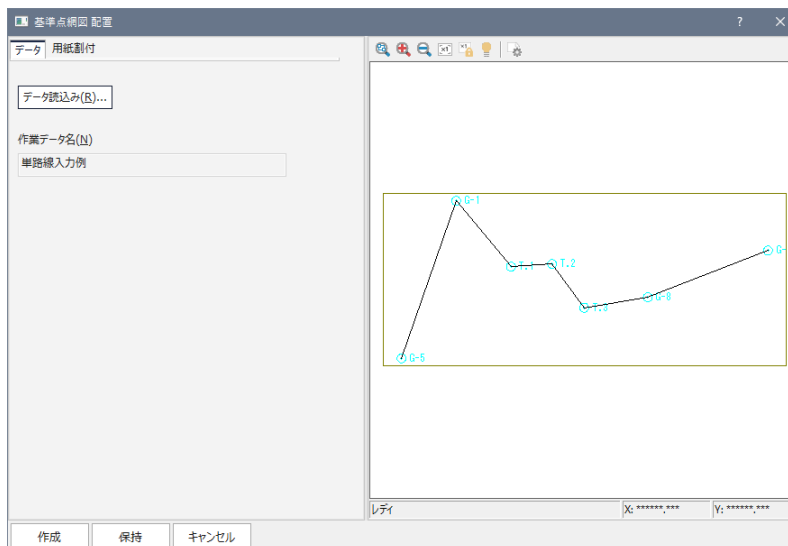 基準点網図 配置
データ 用紙割付
データ読込み(R)...
作業データ名(N)
単路線入力例
G-1
T.1
T.2
T.3
G-5
レディ
X: ******.***
Y: ******.***
作成
保持
キャンセル